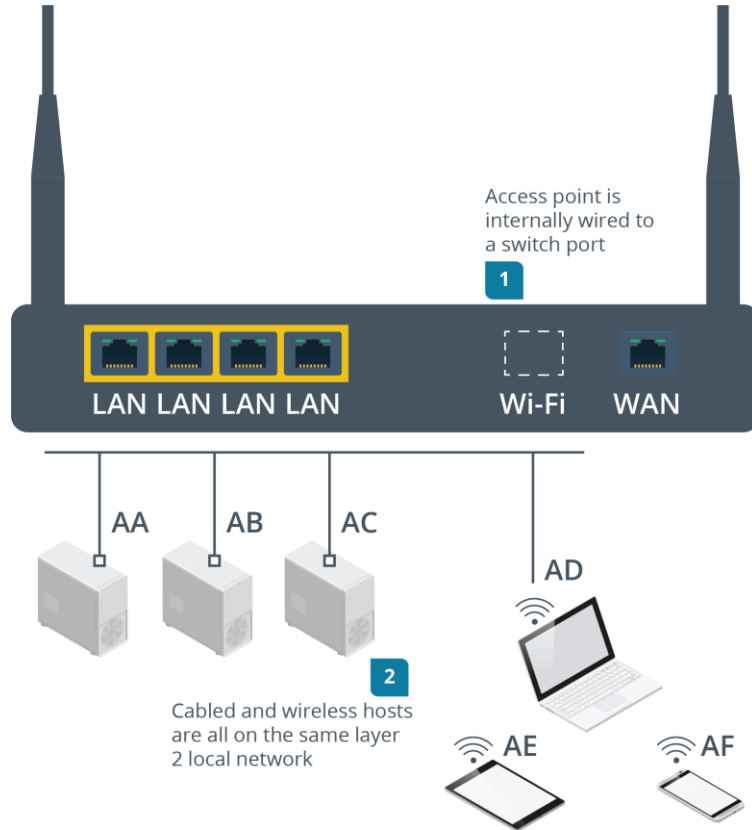 Access point is
internally wired to
a switch port
1
LAN LAN LAN LAN
Wi-Fi
WAN
AA
AB
AC
AD
2
Cabled and wireless hosts
are all on the same layer
2 local network
AE
AF